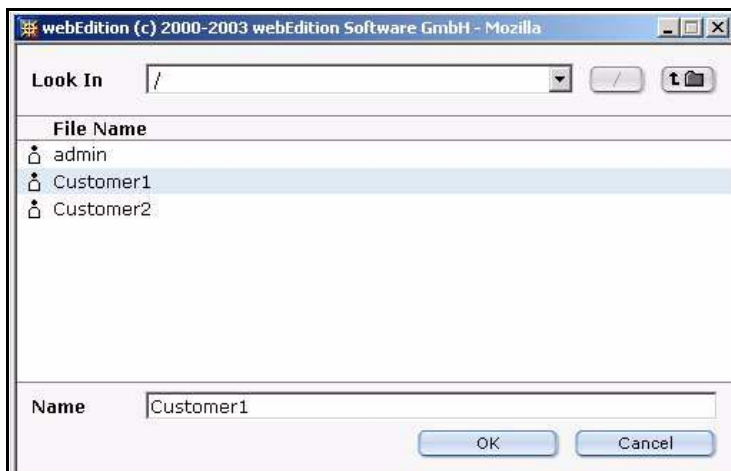 webEdition (c) 2000-2003 webEdition Software GmbH - Mozilla
Look In / /
File Name
admin
Customer1
Customer2
Name Customer1
OK Cancel